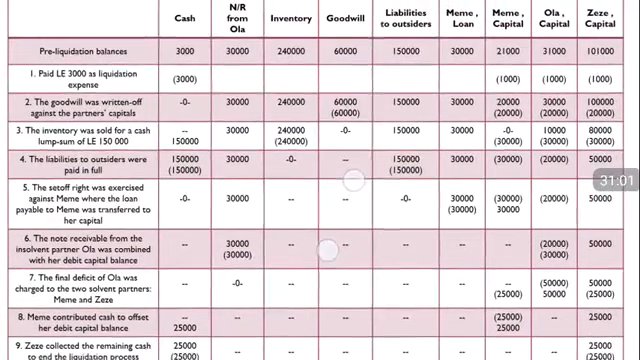 Cash N/R from Ola Inventory Goodwill Liabilities to outsiders Meme, Loan Meme, Capital Ola, Capital Zeze, Capital
Pre-liquidation balances 3000 30000 240000 60000 150000 30000 21000 31000 101000
1. Paid LE 3000 as liquidation expense (3000) (1000) (1000) (1000)
2. The goodwill was written-off against the partners' capitals -0- 30000 240000 60000 (60000) 150000 30000 20000 (20000) 30000 (20000) 100000 (20000)
3. The inventory was sold for a cash lump-sum of LE 150 000 -- 150000 30000 240000 (240000) -0- 150000 30000 -0- (30000) 10000 (30000) 80000 (30000)
4. The liabilities to outsiders were paid in full 150000 (150000) 30000 -0- -- 150000 (150000) 30000 (30000) (20000) 50000
5. The setoff right was exercised against Meme where the loan payable to Meme was transferred to her capital -0- 30000 -- -- -0- 30000 (30000) (30000) 30000 (20000) 50000
6. The note receivable from the insolvent partner Ola was combined with her debit capital balance -- 30000 (30000) -- -- -- -- -- (20000) (30000) 50000
7. The final deficit of Ola was charged to the two solvent partners: Meme and Zeze -- -0- -- -- -- -- -- (25000) (50000) 50000 50000 (25000)
8. Meme contributed cash to offset her debit capital balance -- 25000 -- -- -- -- -- (25000) 25000 -- 25000
9. Zeze collected the remaining cash to end the liquidation process 25000 (25000) -- -- -- -- -- -- -- 25000 (25000)
31:01